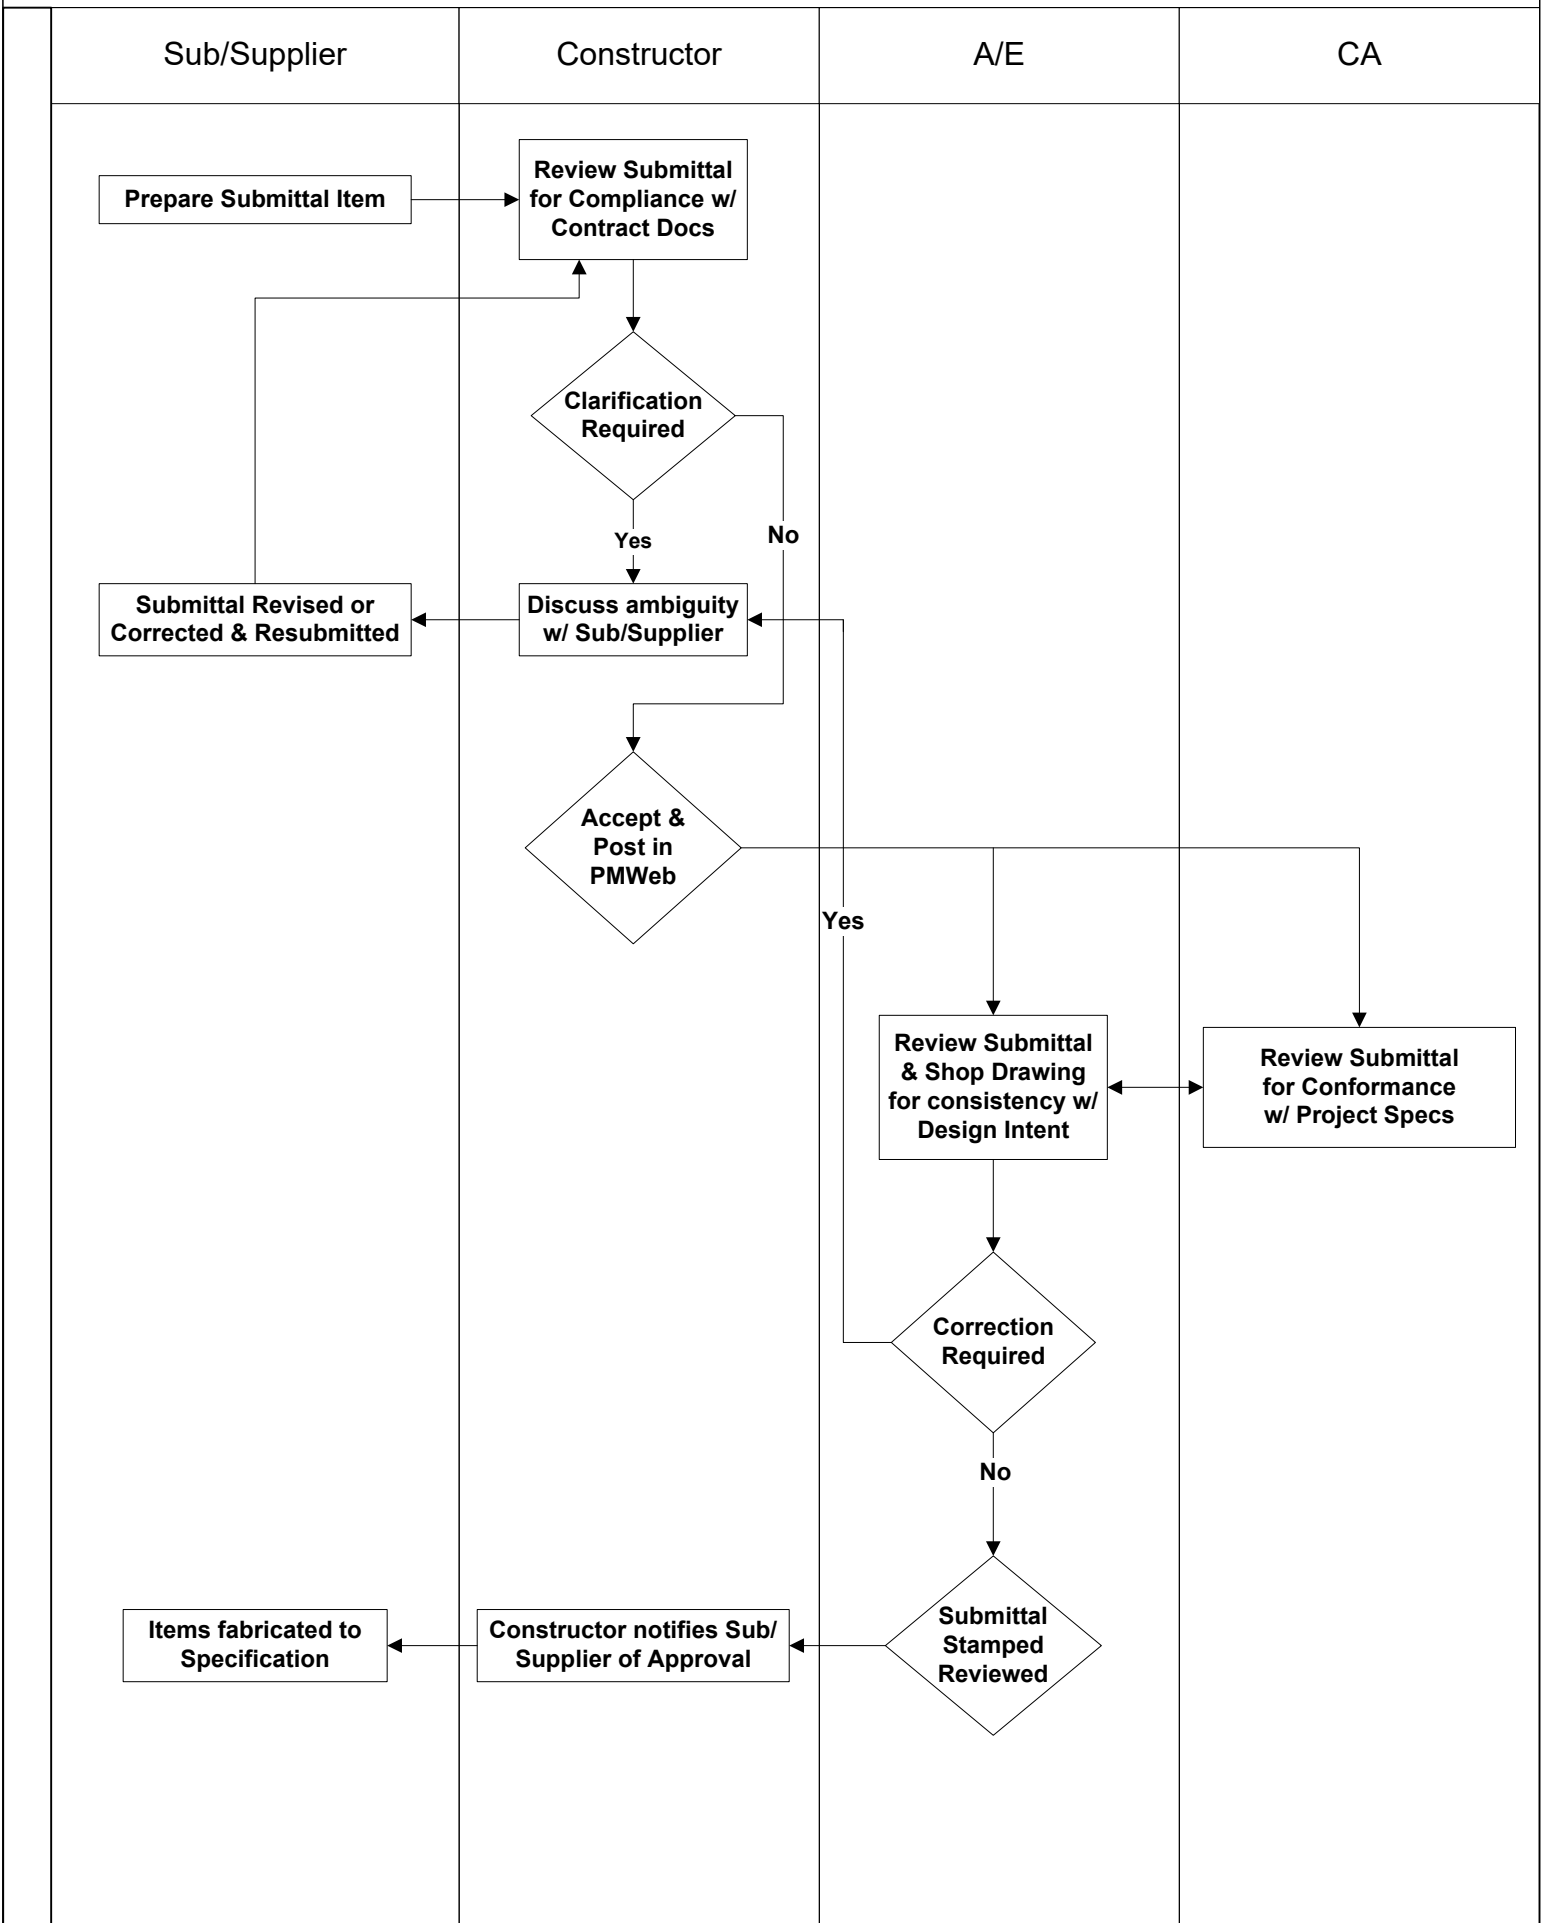 Sub/Supplier
Constructor
A/E
CA
Prepare Submittal Item
Review Submittal
for Compliance w/
Contract Docs
Clarification
Required
Yes
No
Submittal Revised or
Corrected & Resubmitted
Discuss ambiguity
w/ Sub/Supplier
Accept &
Post in
PMWeb
Yes
Review Submittal
& Shop Drawing
for consistency w/
Design Intent
Review Submittal
for Conformance
w/ Project Specs
Correction
Required
No
Items fabricated to
Specification
Constructor notifies Sub/
Supplier of Approval
Submittal
Stamped
Reviewed